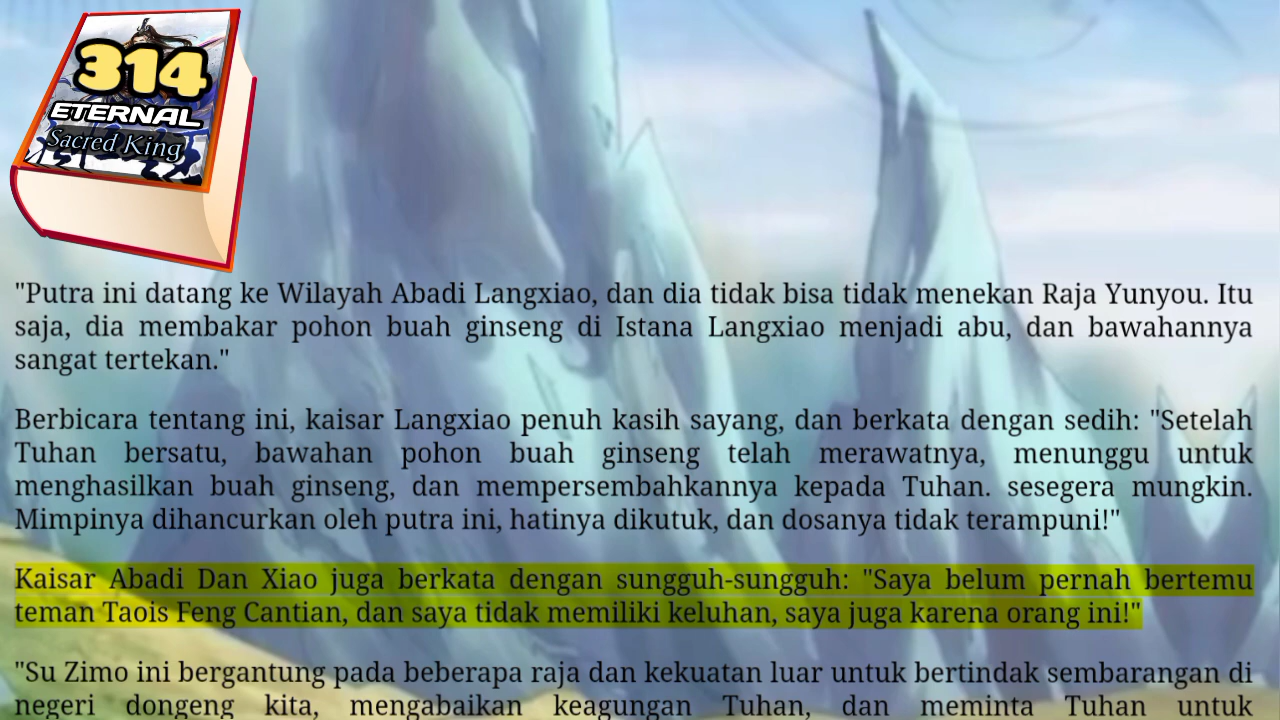 314
ETERNAL
Sacred King
"Putra ini datang ke Wilayah Abadi Langxiao, dan dia tidak bisa tidak menekan Raja Yunyou. Itu
saja, dia membakar pohon buah ginseng di Istana Langxiao menjadi abu, dan bawahannya
sangat tertekan."
Berbicara tentang ini, kaisar Langxiao penuh kasih sayang, dan berkata dengan sedih: "Setelah
Tuhan bersatu, bawahan pohon buah ginseng telah merawatnya, menunggu untuk
menghasilkan buah ginseng, dan mempersembahkannya kepada Tuhan. sesegera mungkin.
Mimpinya dihancurkan oleh putra ini, hatinya dikutuk, dan dosanya tidak terampuni!"
Kaisar Abadi Dan Xiao juga berkata dengan sungguh-sungguh: "Saya belum pernah bertemu
teman Taois Feng Cantian, dan saya tidak memiliki keluhan, saya juga karena orang ini!"
"Su Zimo ini bergantung pada beberapa raja dan kekuatan luar untuk bertindak sembarangan di
negeri dongeng kita, mengabaikan keagungan Tuhan, dan meminta Tuhan untuk